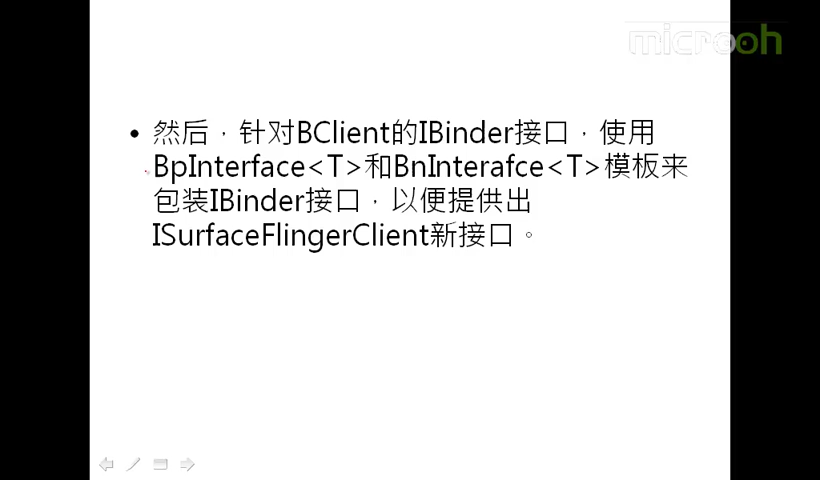 microoh
• 然后，针对BClient的IBinder接口，使用
BpInterface<T>和BnInterafce<T>模板来
包装IBinder接口，以便提供出
ISurfaceFlingerClient新接口。